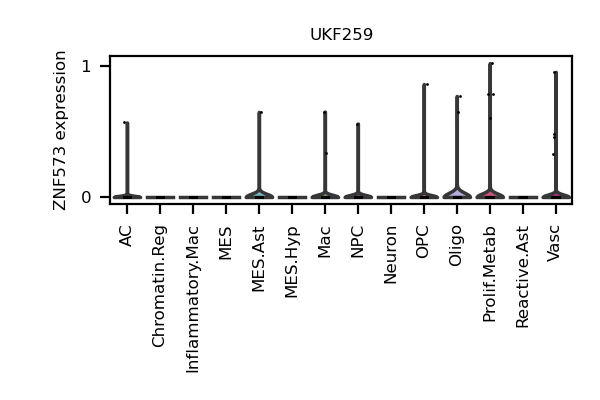 UKF259
ZNF573 expression
1
0
AC
Chromatin.Reg
Inflammatory.Mac
MES
MES.Ast
MES.Hyp
Mac
NPC
Neuron
OPC
Oligo
Prolif.Metab
Reactive.Ast
Vasc